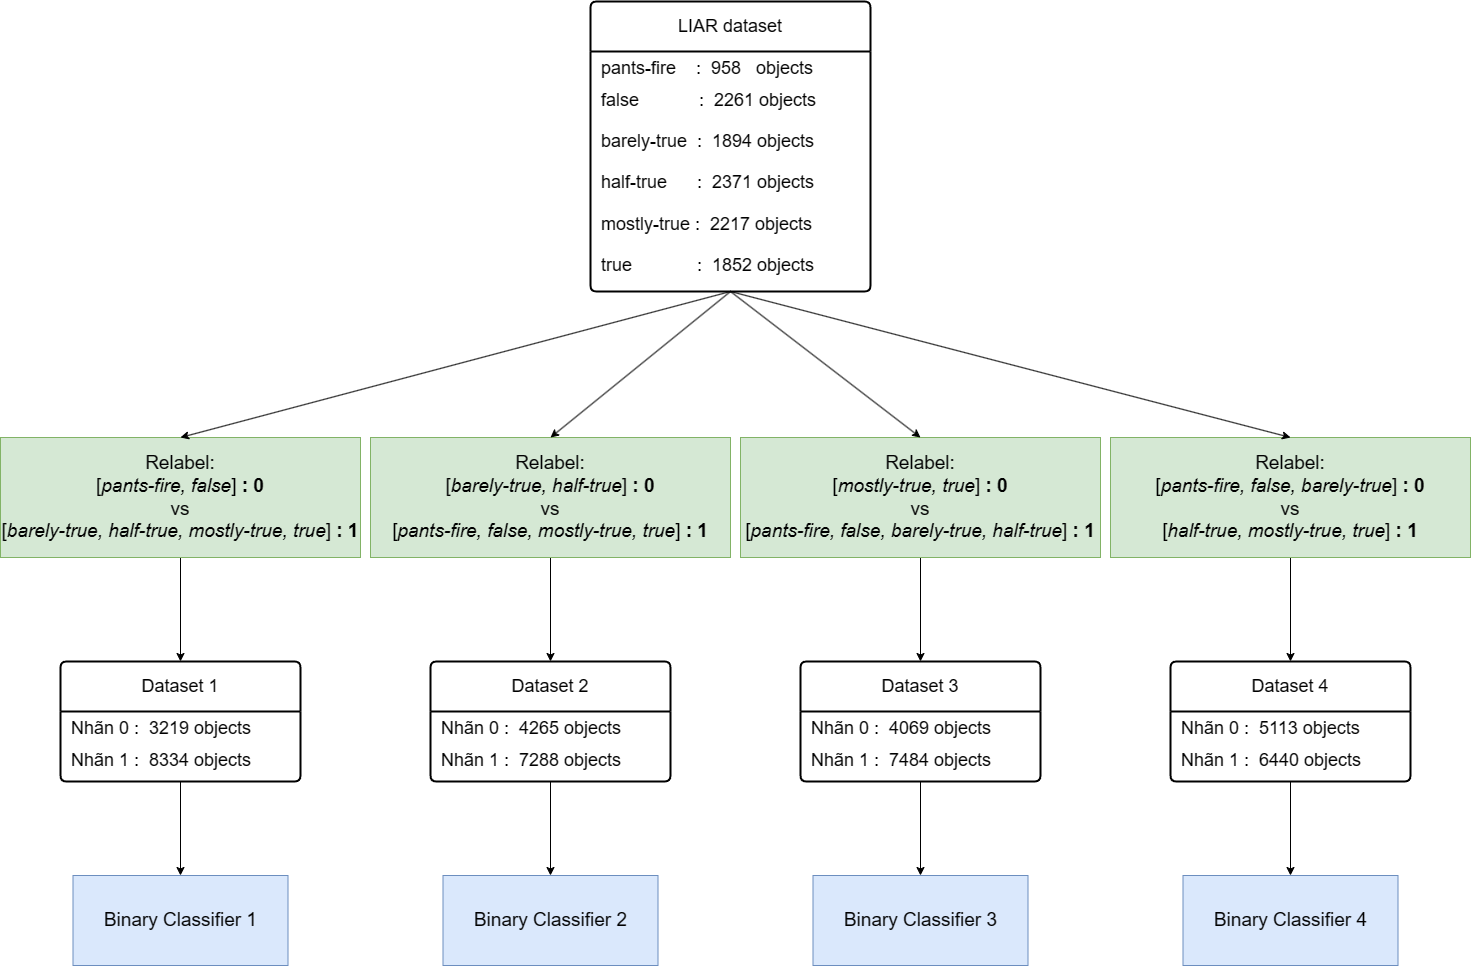 LIAR dataset
pants-fire : 958 objects
false : 2261 objects
barely-true : 1894 objects
half-true : 2371 objects
mostly-true : 2217 objects
true : 1852 objects
Relabel:
[pants-fire, false] : 0
vs
[barely-true, half-true, mostly-true, true] : 1
Relabel:
[barely-true, half-true] : 0
vs
[pants-fire, false, mostly-true, true] : 1
Relabel:
[mostly-true, true] : 0
vs
[pants-fire, false, barely-true, half-true] : 1
Relabel:
[pants-fire, false, barely-true] : 0
vs
[half-true, mostly-true, true] : 1
Dataset 1
Nhãn 0 : 3219 objects
Nhãn 1 : 8334 objects
Dataset 2
Nhãn 0 : 4265 objects
Nhãn 1 : 7288 objects
Dataset 3
Nhãn 0 : 4069 objects
Nhãn 1 : 7484 objects
Dataset 4
Nhãn 0 : 5113 objects
Nhãn 1 : 6440 objects
Binary Classifier 1
Binary Classifier 2
Binary Classifier 3
Binary Classifier 4